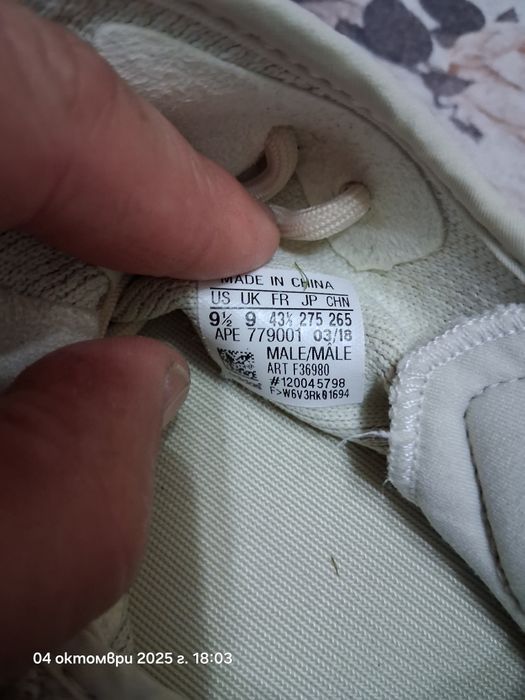 MADE IN CHINA
US UK FR JP CHN
9½ 9 43⅓ 275 265
APE 779001 03/18
MALE/MÂLE
ART F36980
#120045798
F>W6V3Rk01694
04 октомври 2025 г. 18:03